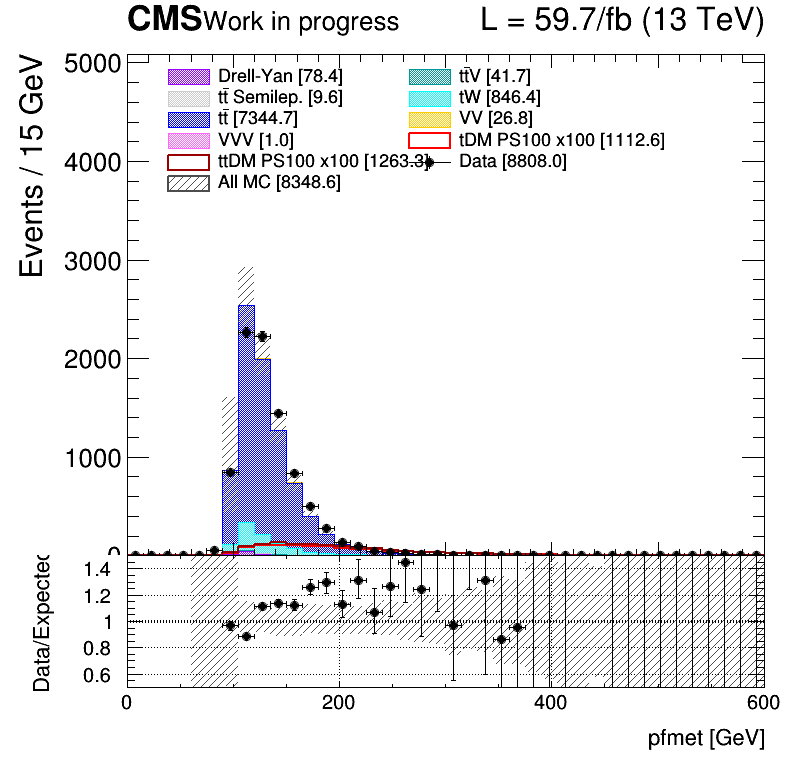 CMS Work in progress L = 59.7/fb (13 TeV)
Events / 15 GeV
5000
4000
3000
2000
1000
0
Drell-Yan [78.4]
tt̄ Semilep. [9.6]
tt̄ [7344.7]
VVV [1.0]
ttDM PS100 x100 [1263.3]
All MC [8348.6]
tt̄V [41.7]
tW [846.4]
VV [26.8]
tDM PS100 x100 [1112.6]
Data [8808.0]
Data/Expected
1.4
1.2
1
0.8
0.6
0 200 400 600
pfmet [GeV]